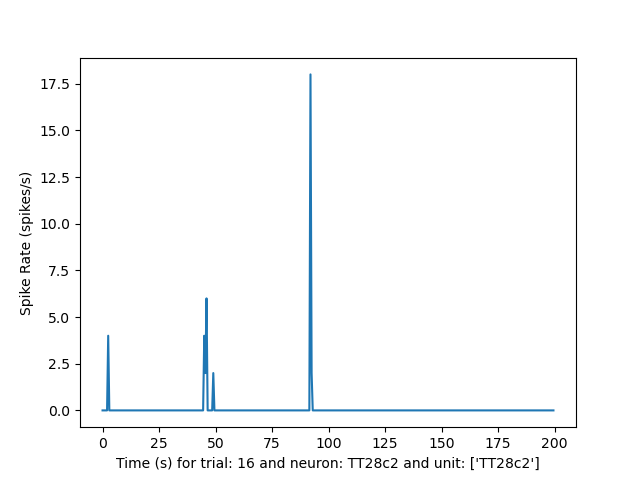 17.5
15.0
12.5
10.0
7.5
5.0
2.5
0.0
Spike Rate (spikes/s)
0 25 50 75 100 125 150 175 200
Time (s) for trial: 16 and neuron: TT28c2 and unit: ['TT28c2']